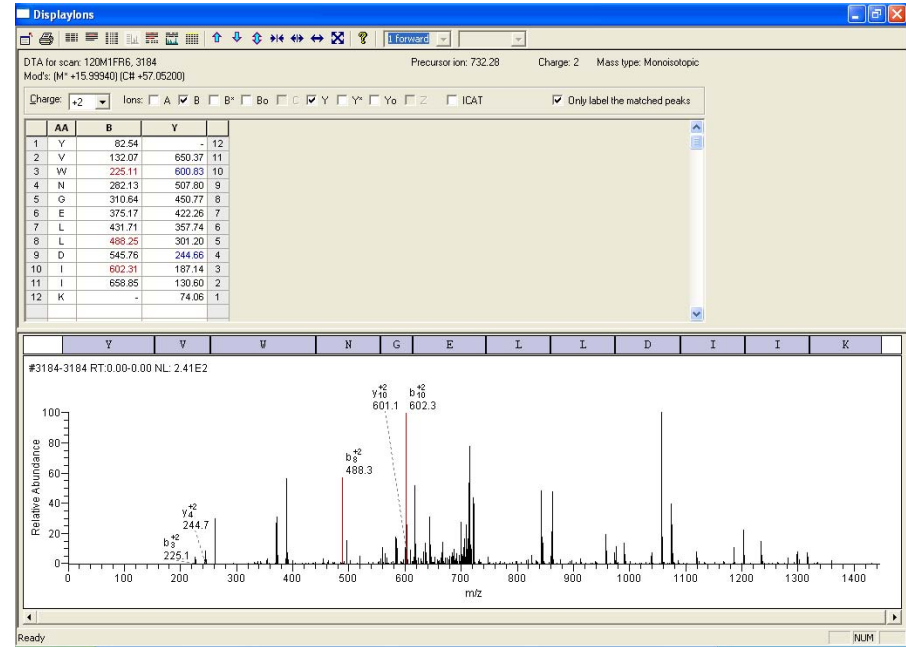 DisplayIons
1 forward
DTA for scan: 120M1FR6, 3184 Precursor ion: 732.28 Charge: 2 Mass type: Monoisotopic
Mod's: (M* +15.99940) (C# +57.05200)
Charge: +2 Ions: A B B* Bo C Y Y* Yo Z ICAT Only label the matched peaks
AA B Y
1 Y 82.54 - 12
2 V 132.07 650.37 11
3 W 225.11 600.83 10
4 N 282.13 507.80 9
5 G 310.64 450.77 8
6 E 375.17 422.26 7
7 L 431.71 357.74 6
8 L 488.25 301.20 5
9 D 545.76 244.66 4
10 I 602.31 187.14 3
11 I 658.85 130.60 2
12 K - 74.06 1
Y V W N G E L L D I I K
#3184-3184 RT:0.00-0.00 NL: 2.41E2
y10+2 b10+2
601.1 602.3
100
80
b8+2
488.3
60
40
y4+2
244.7
20
b3+2
225.1
0
Relative Abundance
0 100 200 300 400 500 600 700 800 900 1000 1100 1200 1300 1400
m/z
Ready NUM